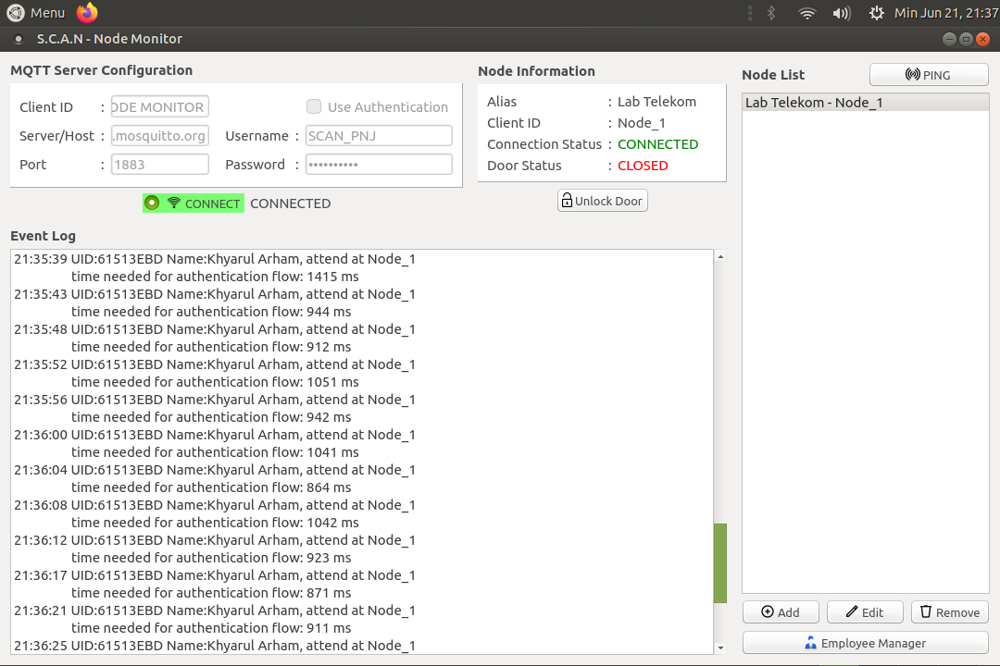 Menu
Min Jun 21, 21:37
S.C.A.N - Node Monitor
MQTT Server Configuration
Client ID : ODE MONITOR
Use Authentication
Server/Host : .mosquitto.org
Username : SCAN_PNJ
Port : 1883
Password : ••••••••••
CONNECT CONNECTED
Node Information
Alias : Lab Telekom
Client ID : Node_1
Connection Status : CONNECTED
Door Status : CLOSED
Unlock Door
Node List
PING
Lab Telekom - Node_1
Event Log
21:35:39 UID:61513EBD Name:Khyarul Arham, attend at Node_1
time needed for authentication flow: 1415 ms
21:35:43 UID:61513EBD Name:Khyarul Arham, attend at Node_1
time needed for authentication flow: 944 ms
21:35:48 UID:61513EBD Name:Khyarul Arham, attend at Node_1
time needed for authentication flow: 912 ms
21:35:52 UID:61513EBD Name:Khyarul Arham, attend at Node_1
time needed for authentication flow: 1051 ms
21:35:56 UID:61513EBD Name:Khyarul Arham, attend at Node_1
time needed for authentication flow: 942 ms
21:36:00 UID:61513EBD Name:Khyarul Arham, attend at Node_1
time needed for authentication flow: 1041 ms
21:36:04 UID:61513EBD Name:Khyarul Arham, attend at Node_1
time needed for authentication flow: 864 ms
21:36:08 UID:61513EBD Name:Khyarul Arham, attend at Node_1
time needed for authentication flow: 1042 ms
21:36:12 UID:61513EBD Name:Khyarul Arham, attend at Node_1
time needed for authentication flow: 923 ms
21:36:17 UID:61513EBD Name:Khyarul Arham, attend at Node_1
time needed for authentication flow: 871 ms
21:36:21 UID:61513EBD Name:Khyarul Arham, attend at Node_1
time needed for authentication flow: 911 ms
21:36:25 UID:61513EBD Name:Khyarul Arham, attend at Node_1
Add
Edit
Remove
Employee Manager